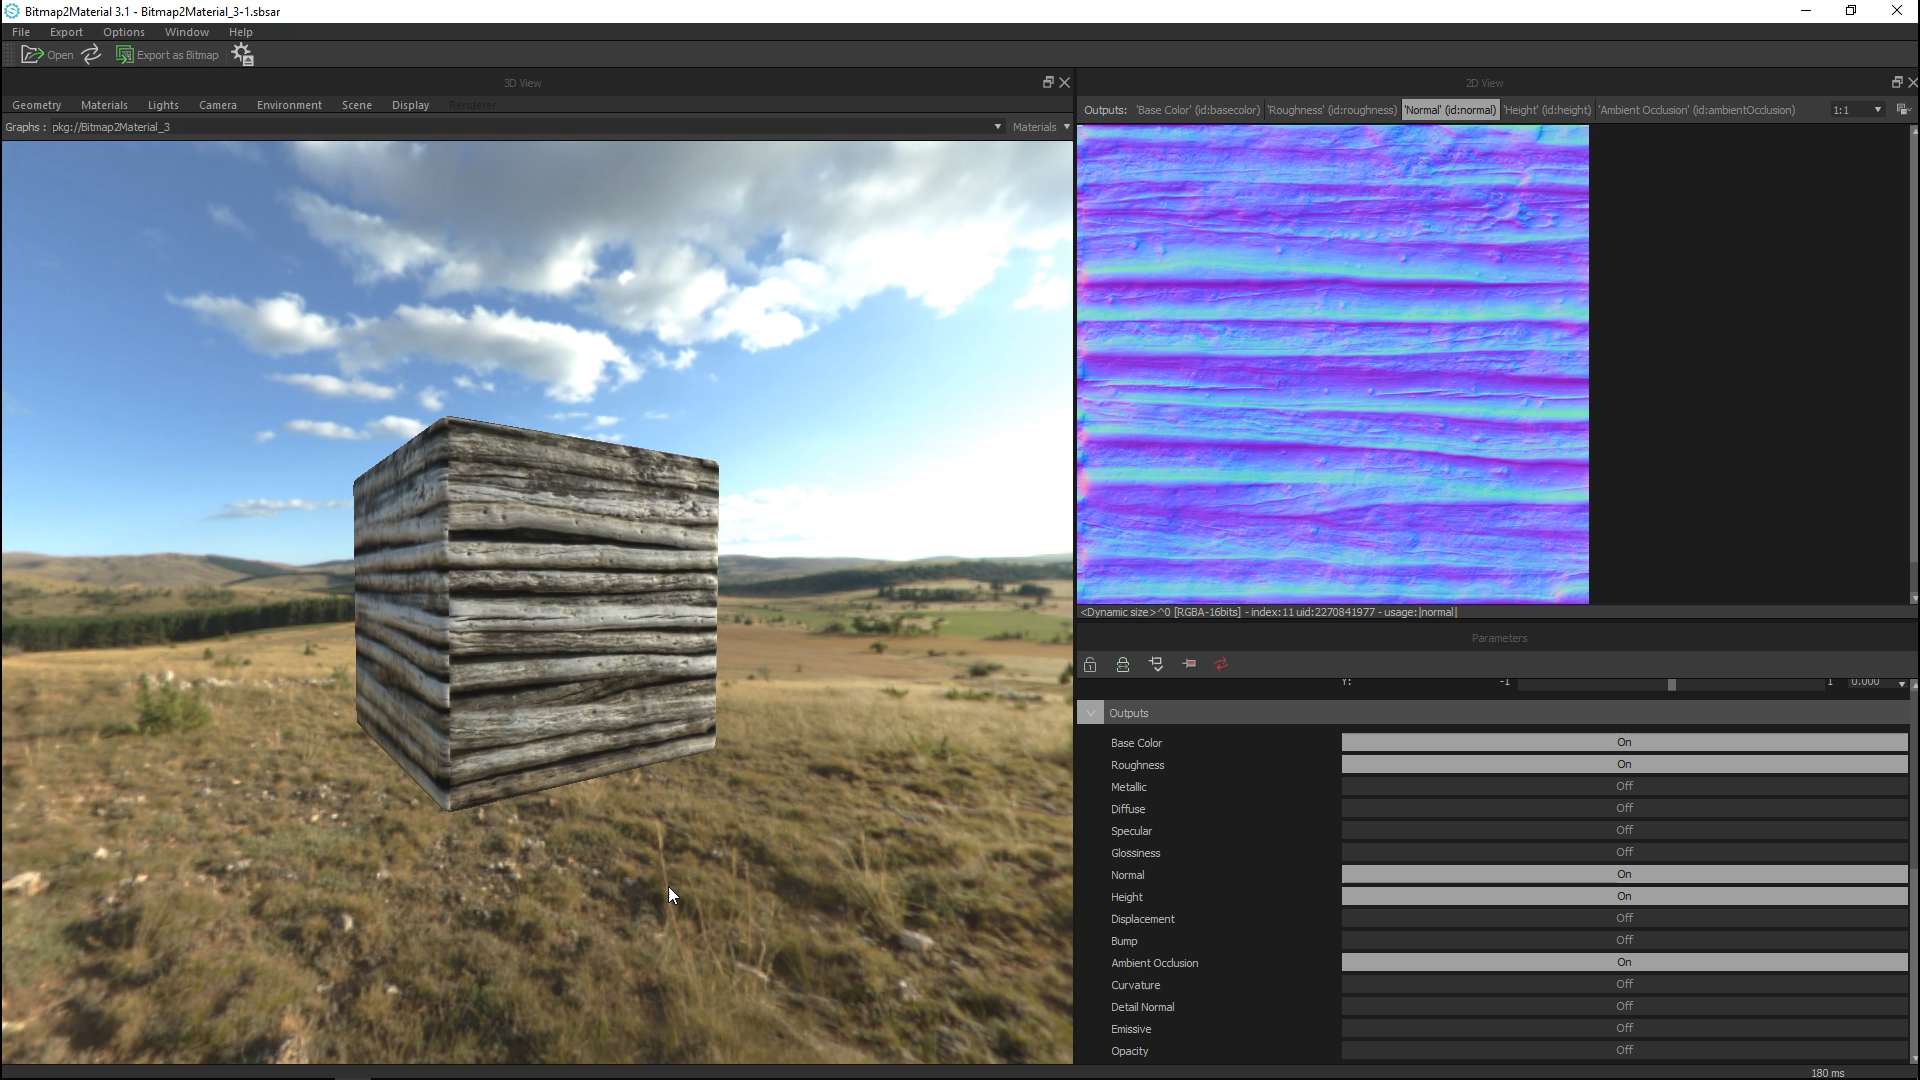 Bitmap2Material 3.1 - Bitmap2Material_3-1.sbsar
File Export Options Window Help
Open Export as Bitmap
3D View
Geometry Materials Lights Camera Environment Scene Display Renderer
Graphs : pkg://Bitmap2Material_3 Materials
2D View
Outputs: 'Base Color' (id:basecolor) 'Roughness' (id:roughness) 'Normal' (id:normal) 'Height' (id:height) 'Ambient Occlusion' (id:ambientOcclusion) 1:1
<Dynamic size>^0 [RGBA-16bits] - index:11 uid:2270841977 - usage:|normal|
Parameters
Y: -1 1 0.000
Outputs
Base Color On
Roughness On
Metallic Off
Diffuse Off
Specular Off
Glossiness Off
Normal On
Height On
Displacement Off
Bump Off
Ambient Occlusion On
Curvature Off
Detail Normal Off
Emissive Off
Opacity Off
180 ms